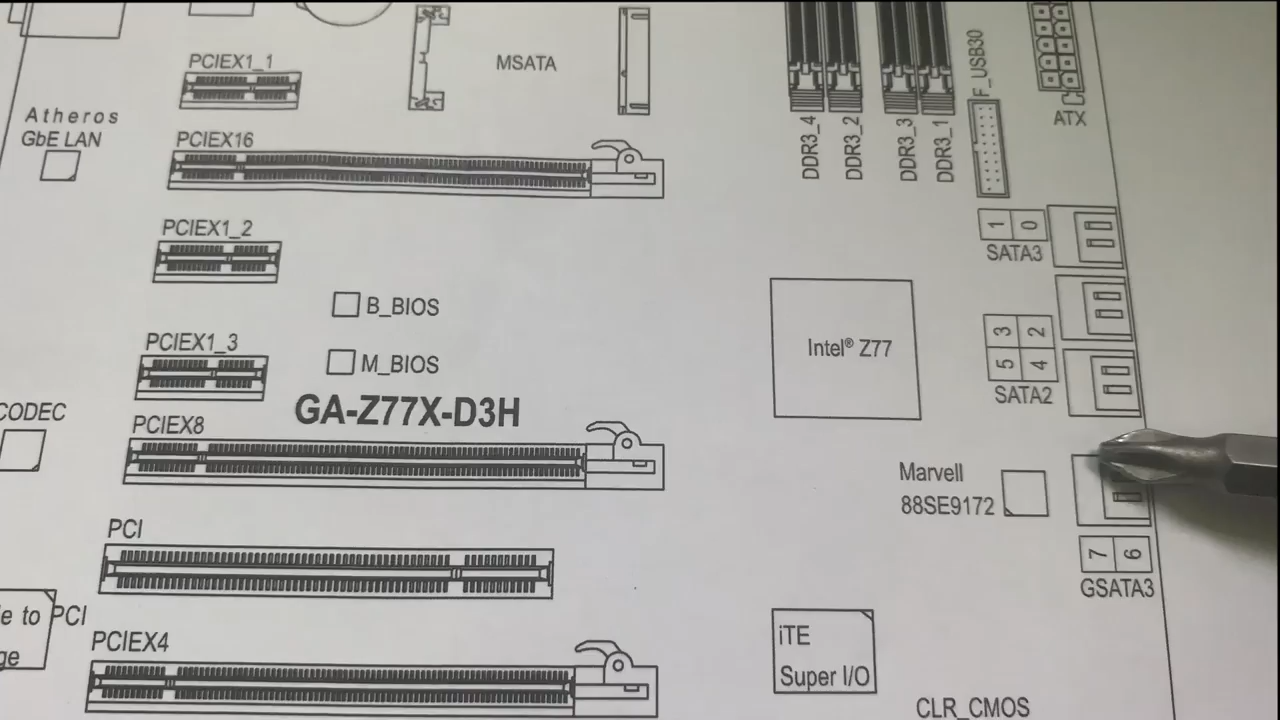 PCIEX1_1
MSATA
F_USB30
ATX
Atheros
GbE LAN
PCIEX16
DDR3_4
DDR3_2
DDR3_3
DDR3_1
PCIEX1_2
1 0
SATA3
B_BIOS
M_BIOS
PCIEX1_3
Intel® Z77
3 2
5 4
SATA2
CODEC
GA-Z77X-D3H
PCIEX8
Marvell
88SE9172
PCI
7 6
GSATA3
e to PCI
ge
iTE
Super I/O
PCIEX4
CLR_CMOS